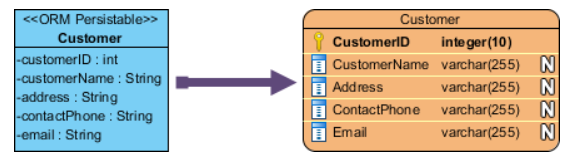 <<ORM Persistable>>
Customer
-customerID : int
-customerName : String
-address : String
-contactPhone : String
-email : String
Customer
CustomerID integer(10)
CustomerName varchar(255) N
Address varchar(255) N
ContactPhone varchar(255) N
Email varchar(255) N